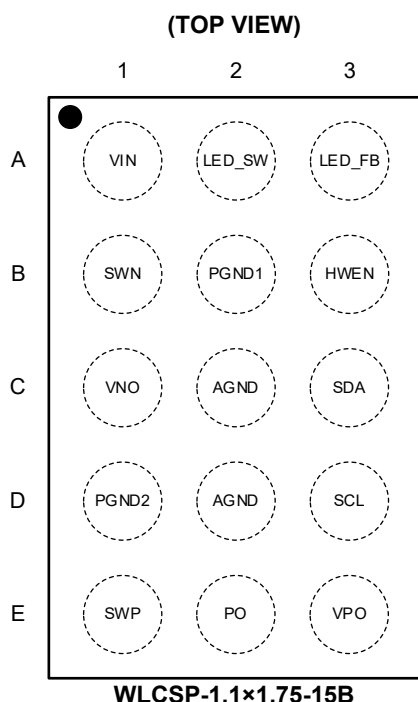 (TOP VIEW)
1 2 3
A VIN LED_SW LED_FB
B SWN PGND1 HWEN
C VNO AGND SDA
D PGND2 AGND SCL
E SWP PO VPO
WLCSP-1.1×1.75-15B